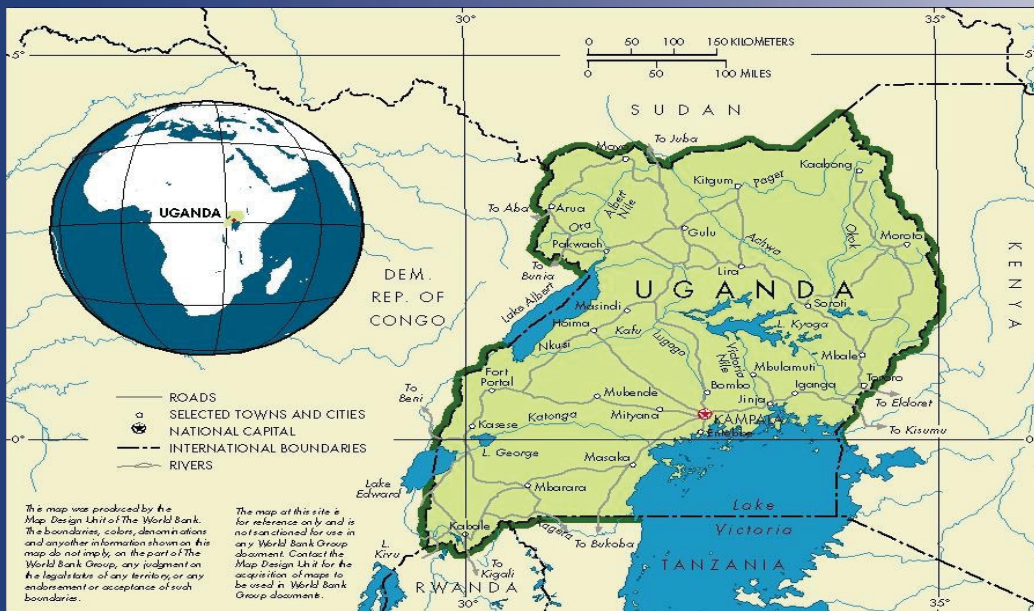 30°
35°
5°
5°
0 50 100 150 KILOMETERS
0 50 100 MILES
SUDAN
To Juba
Moyo
Kaabong
Kitgum
Pager
To Aba
Arua
Albert
Nile
Ora
UGANDA
Gulu
Achwa
Okok
Moroto
Pakwach
To
Bunia
Lira
DEM.
REP. OF
CONGO
KENYA
Lake Albert
UGANDA
Masindi
Soroti
Hoima
Kafu
L. Kyoga
Nkusi
Lugogo
Victoria
Nile
Mbale
Mbulamuti
Fort
Portal
Tororo
To
Beni
Mubende
Bombo
Iganga
ROADS
Jinja
To Eldoret
SELECTED TOWNS AND CITIES
Katonga
Mityana
KAMPALA
NATIONAL CAPITAL
Kasese
To Kisumu
0°
0°
Entebbe
INTERNATIONAL BOUNDARIES
L. George
RIVERS
Masaka
Lake
Edward
Mbarara
This map was produced by the
Map Design Unit of The World Bank.
The boundaries, colors, denominations
and any other information shown on this
map do not imply, on the part of The
World Bank Group, any judgment on
the legal status of any territory, or any
endorsement or acceptance of such
boundaries.
The map at this site is
for reference only and is
not sanctioned for use in
any World Bank Group
document. Contact the
Map Design Unit for the
acquisition of maps to
be used in World Bank
Group documents.
Lake
Victoria
Kabale
Kagera
To Bukoba
L.
Kivu
To
Kigali
TANZANIA
RWANDA
30°
35°